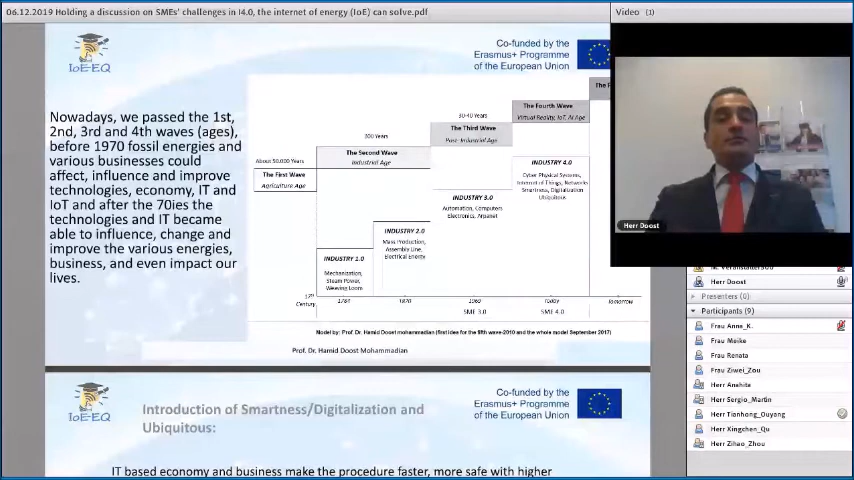 06.12.2019 Holding a discussion on SMEs' challenges in I4.0, the internet of energy (IoE) can solve.pdf
Video (1)
IoE-EQ
Co-funded by the
Erasmus+ Programme
of the European Union
Nowadays, we passed the 1st,
2nd, 3rd and 4th waves (ages),
before 1970 fossil energies and
various businesses could
affect, influence and improve
technologies, economy, IT and
IoT and after the 70ies the
technologies and IT became
able to influence, change and
improve the various energies,
business, and even impact our
lives.
About 50.000 Years
The First Wave
Agriculture Age
300 Years
The Second Wave
Industrial Age
30-40 Years
The Third Wave
Post- Industrial Age
The Fourth Wave
Virtual Reality, IoT, AI Age
INDUSTRY 1.0
Mechanization,
Steam Power,
Weaving Loom
INDUSTRY 2.0
Mass Production,
Assembly Line,
Electrical Energy
INDUSTRY 3.0
Automation, Computers
Electronics, Arpanet
INDUSTRY 4.0
Cyber Physical Systems,
Internet of Things, Networks
Smartness, Digitalization
Ubiquitous
Century,
1784
1870
1969
Tomorrow
SME 3.0
SME 4.0
Model by: Prof. Dr. Hamid Doost mohammadian (first idea for the fifth wave-2010 and the whole model September 2017)
Prof. Dr. Hamid Doost Mohammadian
Herr Doost
Herr Doost
Presenters (0)
Participants (9)
Frau Anna_K.
Frau Meike
Frau Renata
Frau Ziwei_Zou
Herr Anahita
Herr Sergio_Martin
Herr Tianhong_Ouyang
Herr Xingchen_Qu
Herr Zihao_Zhou
IoE-EQ
Introduction of Smartness/Digitalization and
Ubiquitous:
Co-funded by the
Erasmus+ Programme
of the European Union
IT based economy and business make the procedure faster, more safe with higher